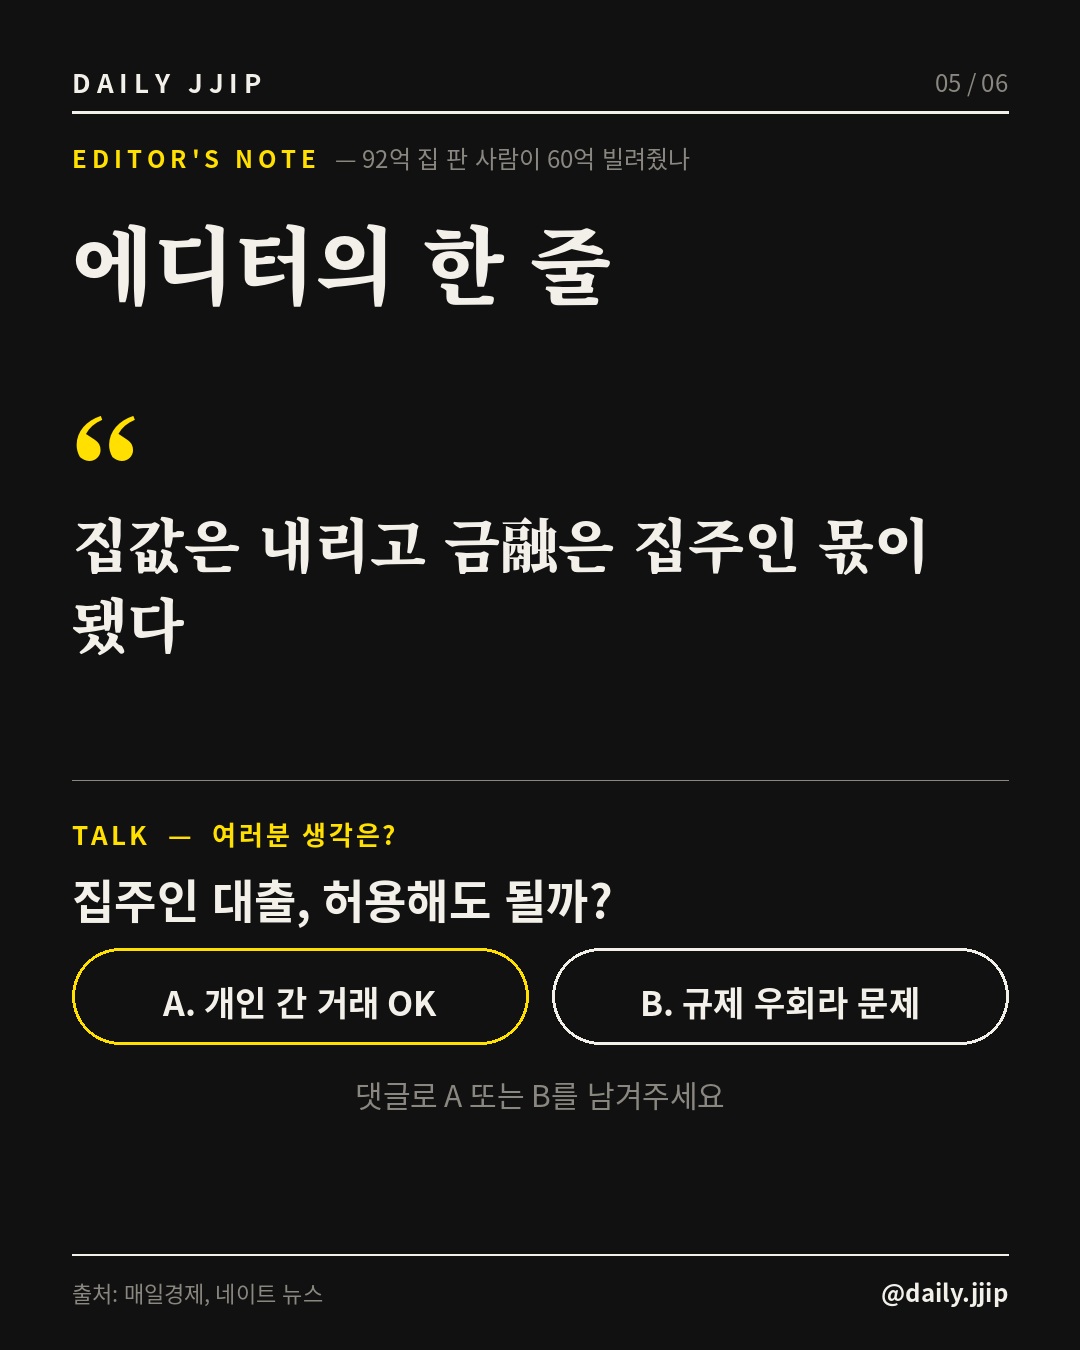 DAILY JJIP
05 / 06
EDITOR'S NOTE — 92억 집 판 사람이 60억 빌려줬나
에디터의 한 줄
“
집값은 내리고 금融은 집주인 몫이
됐다
TALK — 여러분 생각은?
집주인 대출, 허용해도 될까?
A. 개인 간 거래 OK
B. 규제 우회라 문제
댓글로 A 또는 B를 남겨주세요
출처: 매일경제, 네이트 뉴스
@daily.jjip